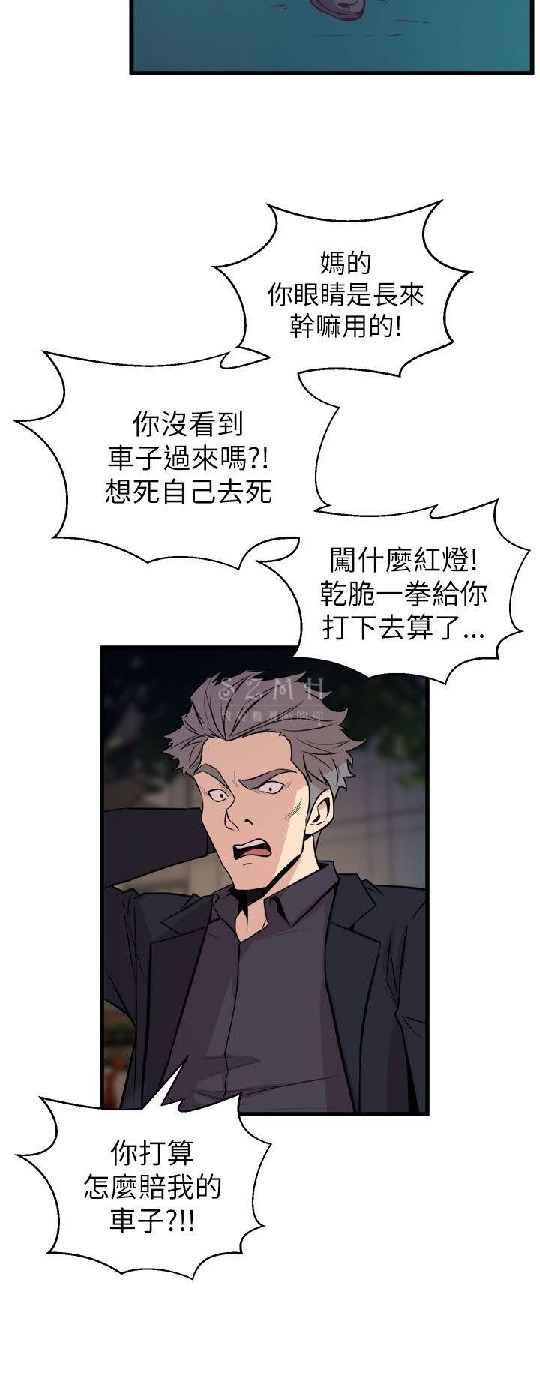 媽的
你眼睛是長來
幹嘛用的!
你沒看到
車子過來嗎?!
想死自己去死
闖什麼紅燈!
乾脆一拳給你
打下去算了...
SZMH
你打算
怎麼賠我的
車子?!!